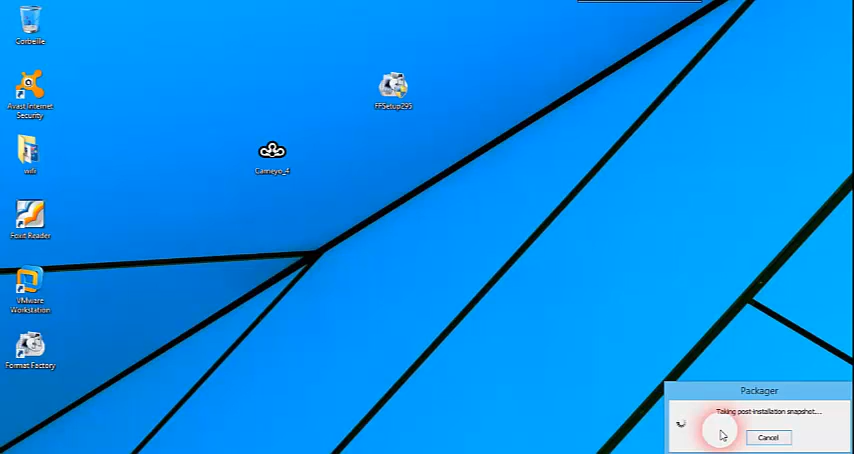 Corbeille
Avast Internet
Security
wifi
Foxit Reader
VMware
Workstation
Format Factory
FFSetup295
Cameyo_4
Packager
Taking post-installation snapshot....
Cancel